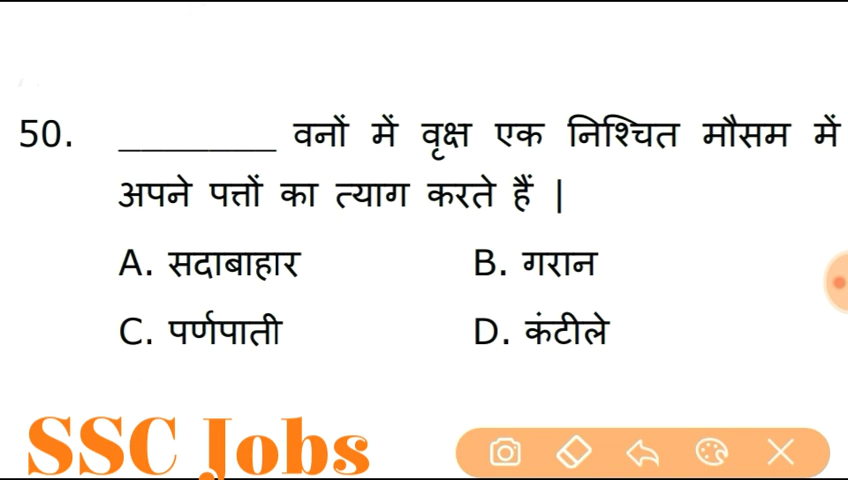 50. ________ वनों में वृक्ष एक निश्चित मौसम में
अपने पत्तों का त्याग करते हैं |
A. सदाबाहार B. गरान
C. पर्णपाती D. कंटीले
SSC Jobs